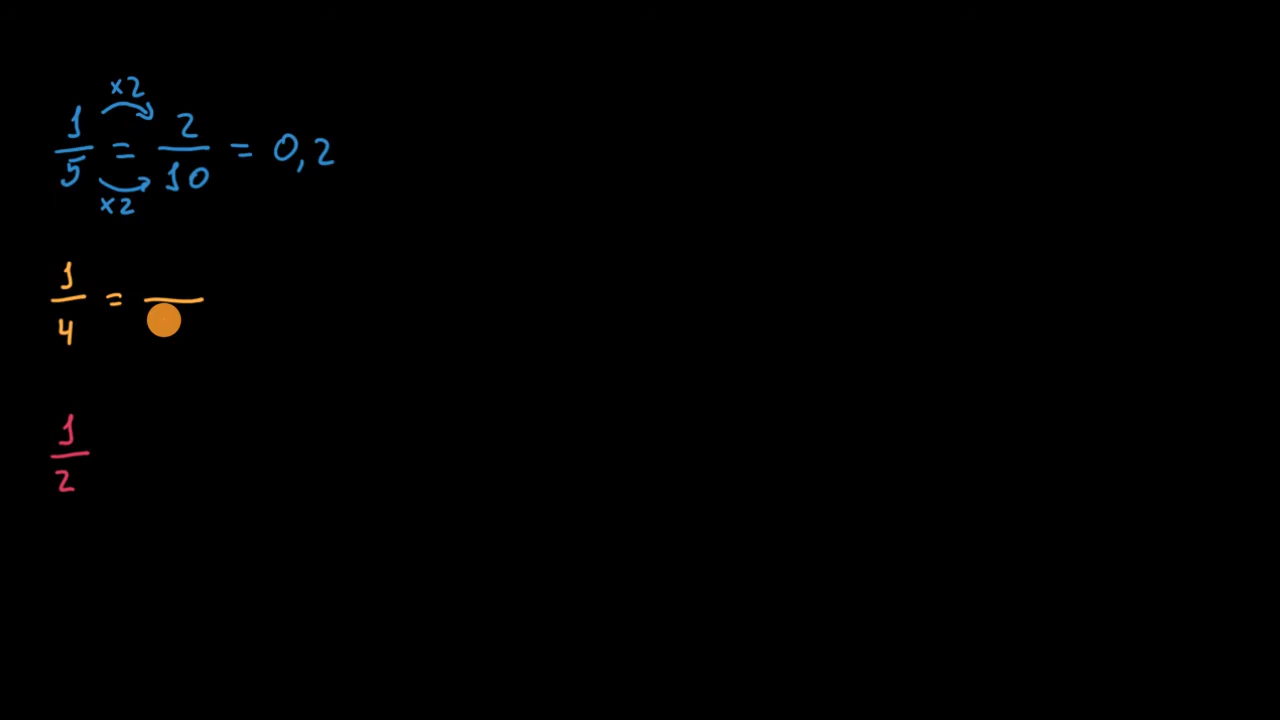 ×2
1/5 = 2/10 = 0,2
×2
1/4 =
1/2